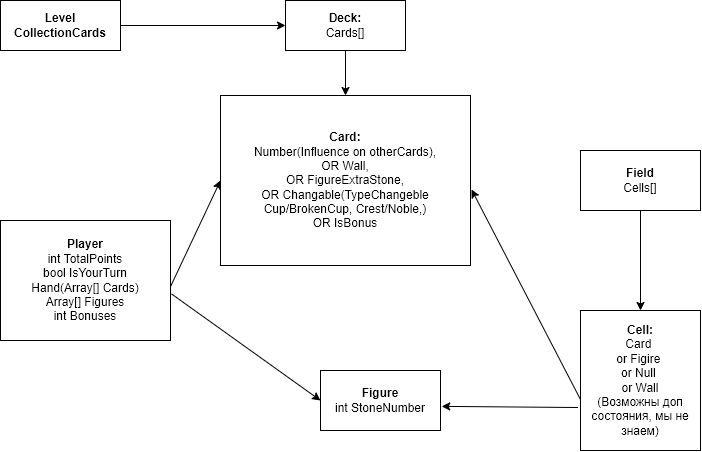 Level
CollectionCards
Deck:
Cards[]
Card:
Number(Influence on otherCards),
OR Wall,
OR FigureExtraStone,
OR Changable(TypeChangeble
Cup/BrokenCup, Crest/Noble,)
OR IsBonus
Field
Cells[]
Player
int TotalPoints
bool IsYourTurn
Hand(Array[] Cards)
Array[] Figures
int Bonuses
Figure
int StoneNumber
Cell:
Card
or Figire
or Null
or Wall
(Возможны доп
состояния, мы не
знаем)